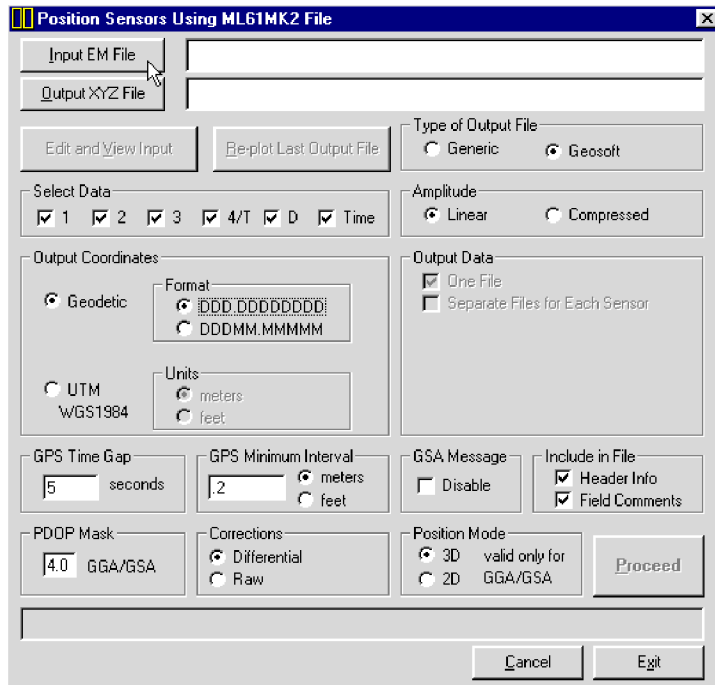 Position Sensors Using ML61MK2 File
Input EM File
Output XYZ File
Edit and View Input
Re-plot Last Output File
Type of Output File
Generic
Geosoft
Select Data
1 2 3 4/T D Time
Amplitude
Linear
Compressed
Output Coordinates
Geodetic
Format
DDD.DDDDDDDD
DDDMM.MMMMM
UTM
WGS1984
Units
meters
feet
Output Data
One File
Separate Files for Each Sensor
GPS Time Gap
5 seconds
GPS Minimum Interval
.2
meters
feet
GSA Message
Disable
Include in File
Header Info
Field Comments
PDOP Mask
4.0 GGA/GSA
Corrections
Differential
Raw
Position Mode
3D valid only for
2D GGA/GSA
Proceed
Cancel
Exit